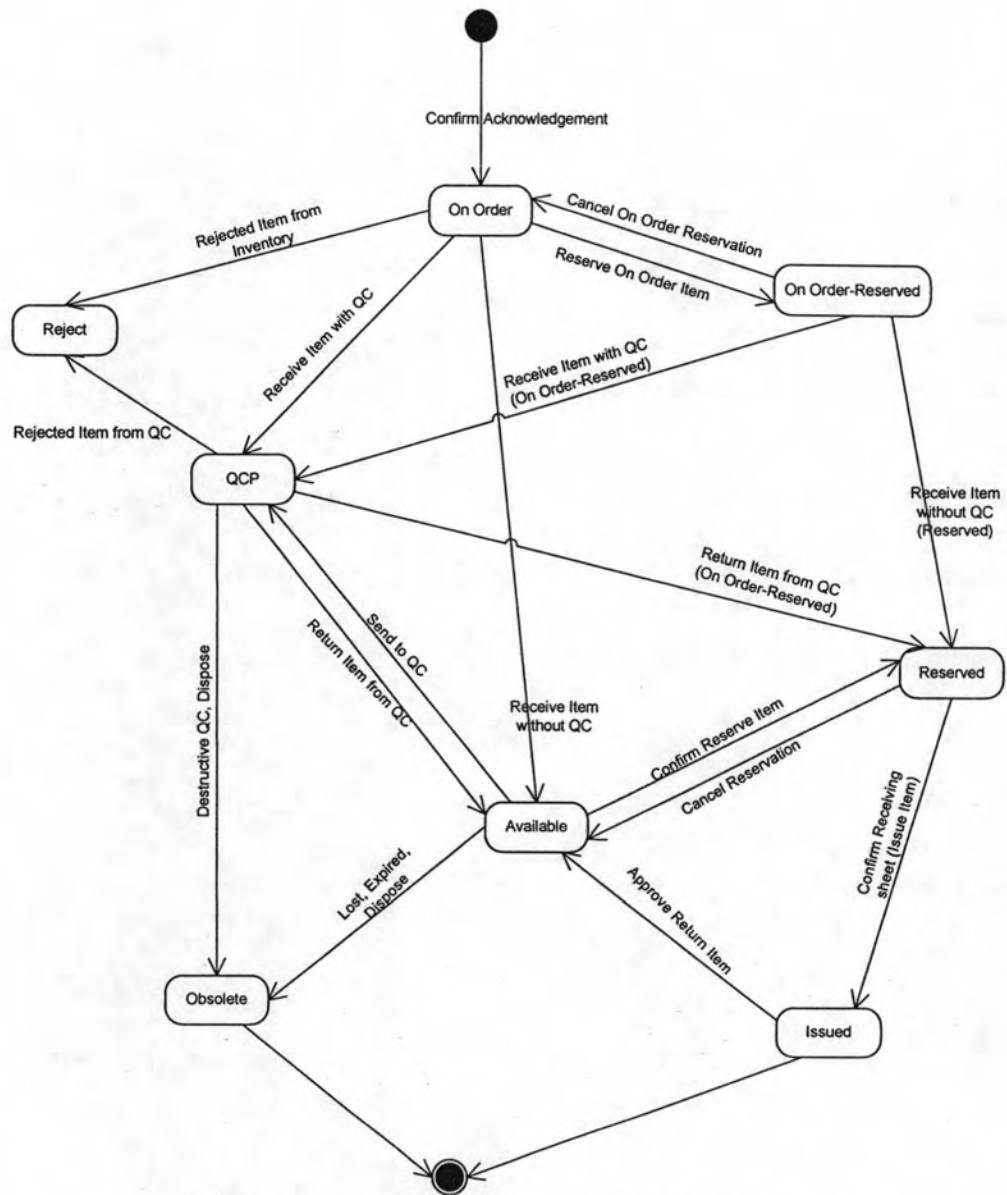 Confirm Acknowledgement
On Order
Cancel On Order Reservation
Rejected Item from
Inventory
Reserve On Order Item
On Order-Reserved
Reject
Receive Item with QC
Receive Item with QC
(On Order-Reserved)
Rejected Item from QC
QCP
Receive Item
without QC
(Reserved)
Return Item from QC
(On Order-Reserved)
Send to QC
Return Item from QC
Destructive QC, Dispose
Receive Item
without QC
Reserved
Confirm Reserve Item
Cancel Reservation
Available
Confirm Receiving
sheet (Issue Item)
Lost, Expired,
Dispose
Approve Return Item
Obsolete
Issued